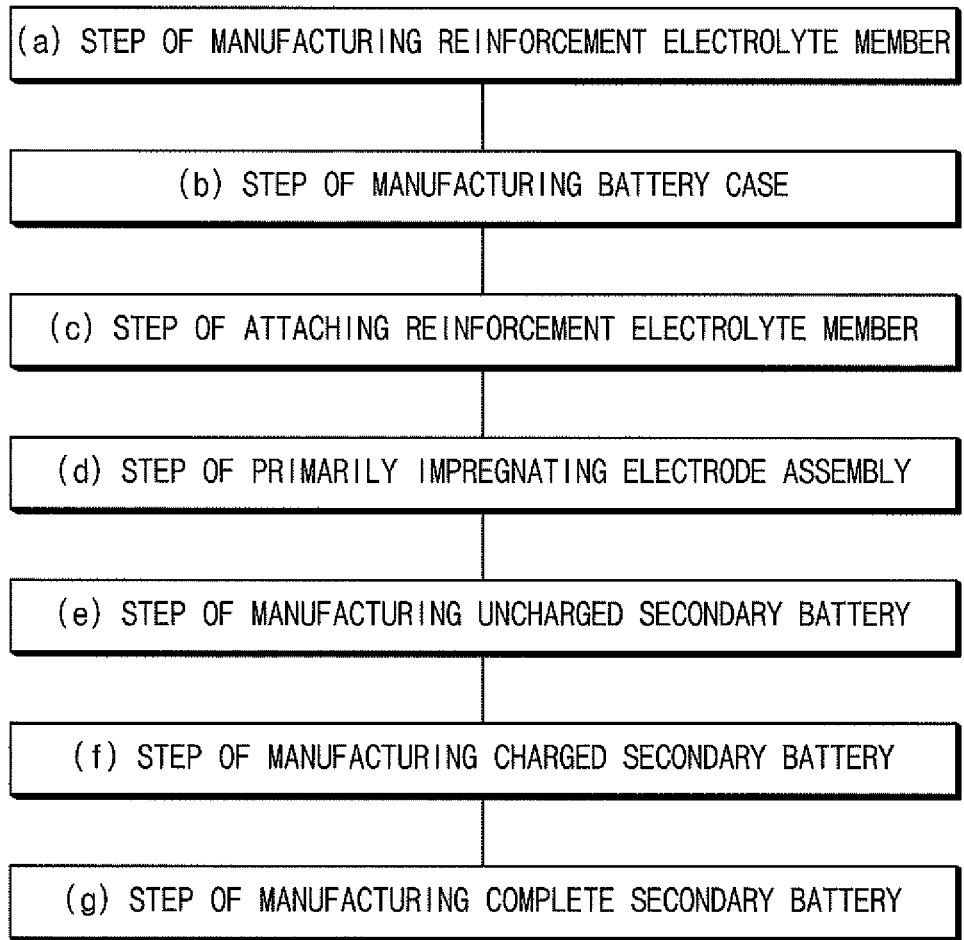 (a) STEP OF MANUFACTURING REINFORCEMENT ELECTROLYTE MEMBER
(b) STEP OF MANUFACTURING BATTERY CASE
(c) STEP OF ATTACHING REINFORCEMENT ELECTROLYTE MEMBER
(d) STEP OF PRIMARILY IMPREGNATING ELECTRODE ASSEMBLY
(e) STEP OF MANUFACTURING UNCHARGED SECONDARY BATTERY
(f) STEP OF MANUFACTURING CHARGED SECONDARY BATTERY
(g) STEP OF MANUFACTURING COMPLETE SECONDARY BATTERY